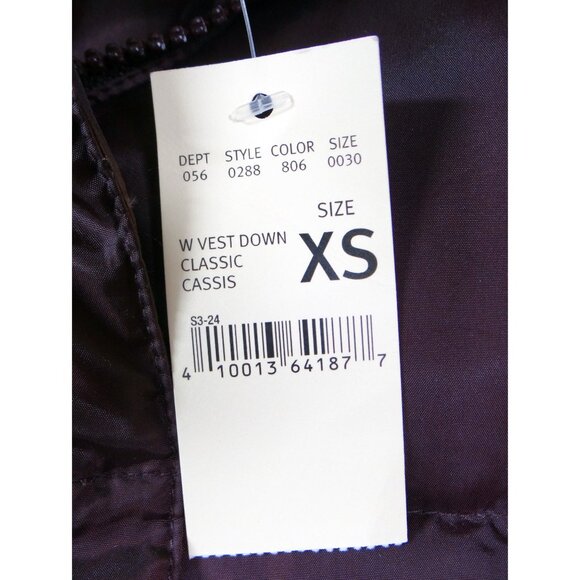 DEPT STYLE COLOR SIZE
056 0288 806 0030
SIZE
XS
W VEST DOWN
CLASSIC
CASSIS
S3-24
4 10013 64187 7